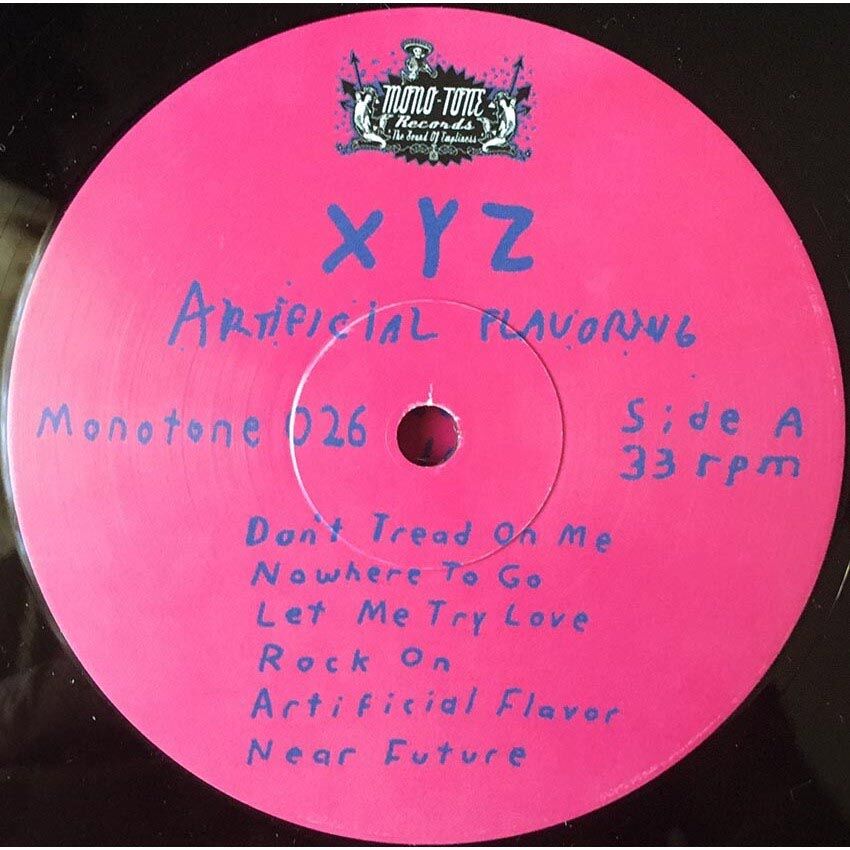 MONO-TONE
Records
The Sound Of Emptiness
XYZ
ARTIFICIAL FLAVORING
Monotone 026
Side A
33 rpm
Don't Tread On Me
Nowhere To Go
Let Me Try Love
Rock On
Artificial Flavor
Near Future